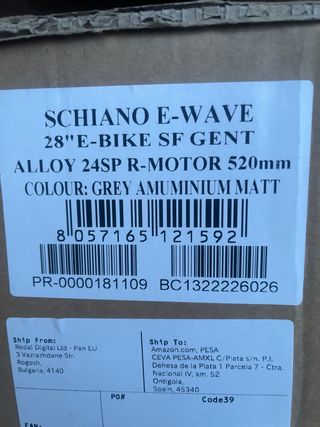 SCHIANO E-WAVE
28"E-BIKE SF GENT
ALLOY 24SP R-MOTOR 520mm
COLOUR: GREY AMUMINIUM MATT
8 057165 121592
PR-0000181109 BC1322226026
Ship From:
Redal Digital Ltd - Pan EU
3 Vazrazhdane Str.
Rogosh,
Bulgaria, 4140
Ship To:
Amazon.com, PESA
CEVA PESA-AMXL C/Plata s/n. P.I.
Dehesa de la Plata 1 Parcela 7 - Ctra.
Nacional IV, km. 52
Ontigola,
Spain, 45340
PO#
Code39